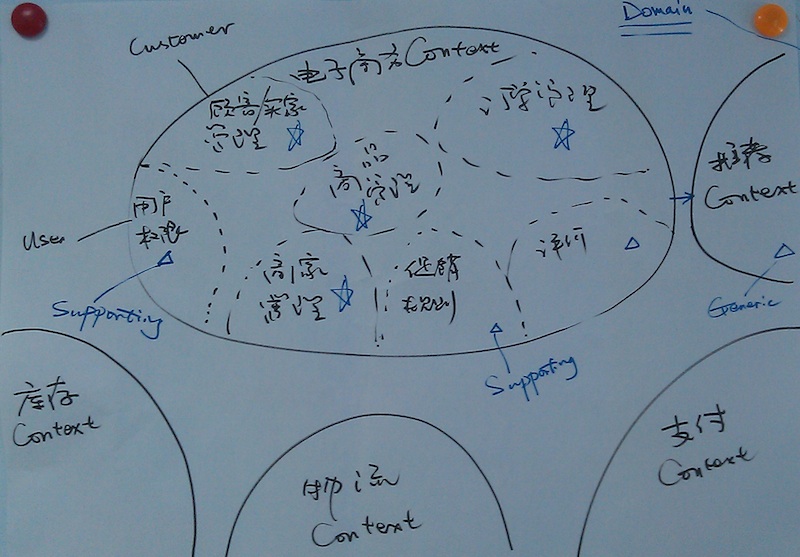 Domain
Customer
电子商务Context
顾客/买家
管理
订单管理
商品
管理
推荐
Context
用户
权限
User
评价
商家
管理
促销
规则
Supporting
Generic
Supporting
库存
Context
物流
Context
支付
Context